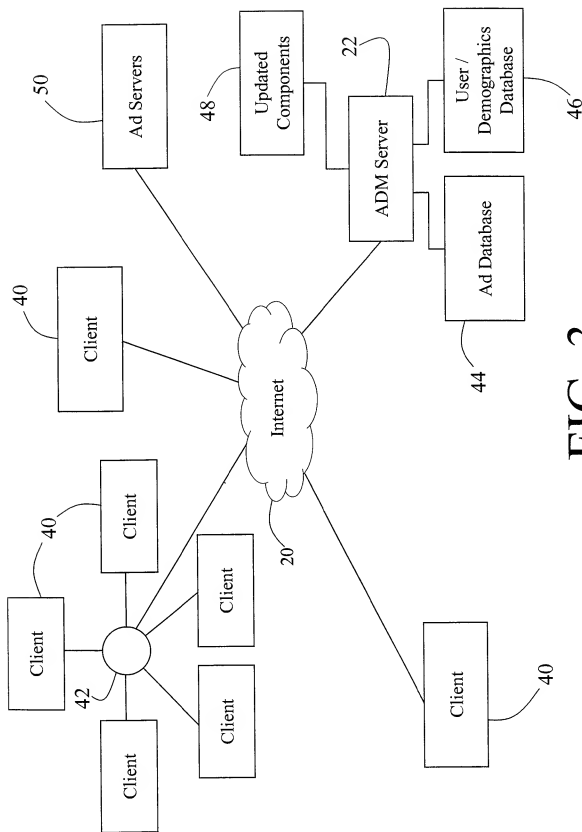 Client
40
40
50
Client
42
Client
Client
Ad Servers
Client
Client
48
22
Updated
Components
Internet
20
ADM Server
Client
Ad Database
User /
Demographics
Database
40
44
46
FIG. 2